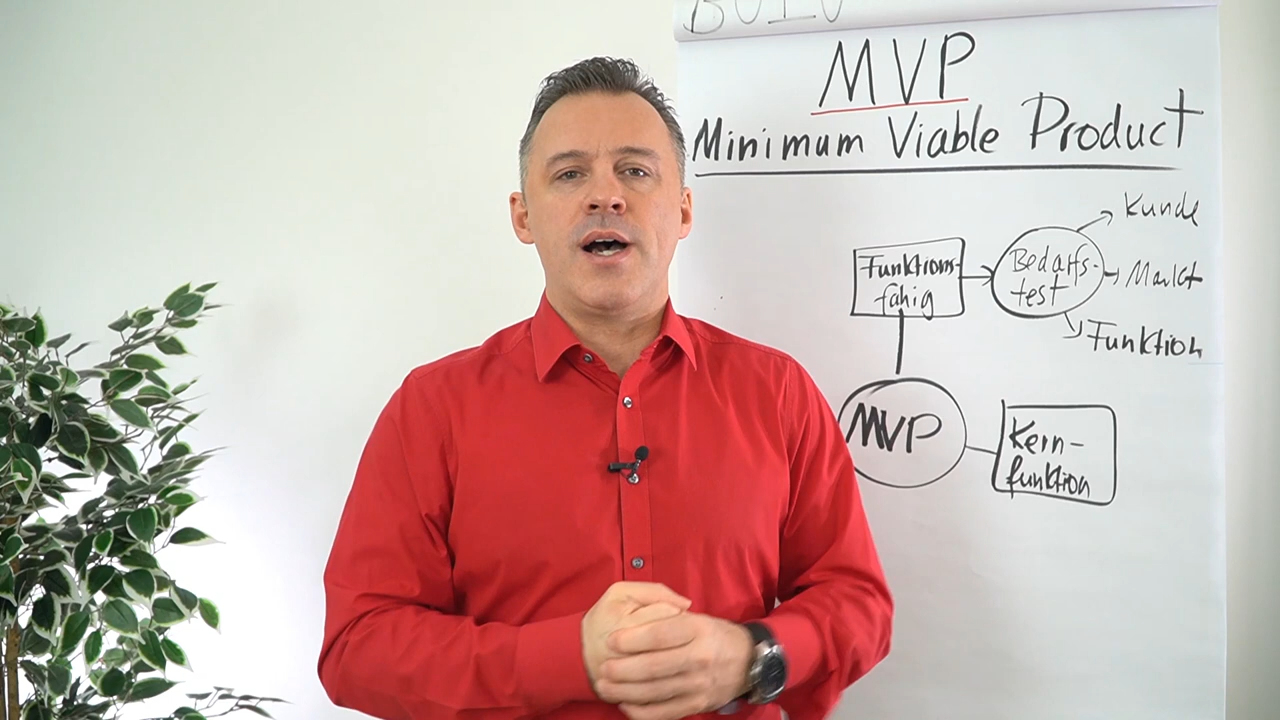 MVP
Minimum Viable Product
Kunde
Funktions-
fähig
Bedarfs-
test
Markt
Funktion
MVP
Kern-
funktion